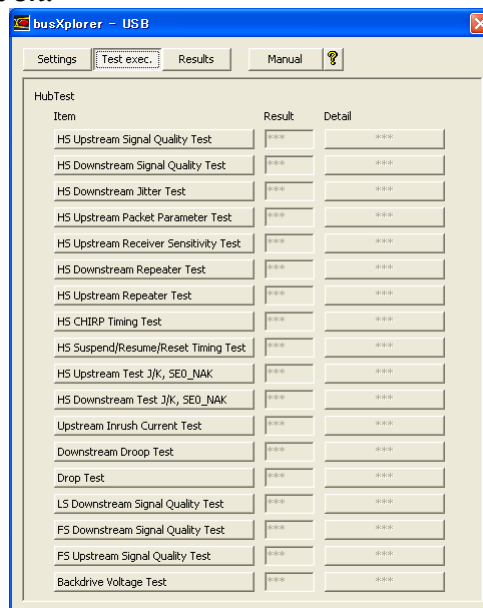 busXplorer - USB
Settings Test exec. Results Manual ?
HubTest
Item Result Detail
HS Upstream Signal Quality Test *** ***
HS Downstream Signal Quality Test *** ***
HS Downstream Jitter Test *** ***
HS Upstream Packet Parameter Test *** ***
HS Upstream Receiver Sensitivity Test *** ***
HS Downstream Repeater Test *** ***
HS Upstream Repeater Test *** ***
HS CHIRP Timing Test *** ***
HS Suspend/Resume/Reset Timing Test *** ***
HS Upstream Test J/K, SE0_NAK *** ***
HS Downstream Test J/K, SE0_NAK *** ***
Upstream Inrush Current Test *** ***
Downstream Droop Test *** ***
Drop Test *** ***
LS Downstream Signal Quality Test *** ***
FS Downstream Signal Quality Test *** ***
FS Upstream Signal Quality Test *** ***
Backdrive Voltage Test *** ***